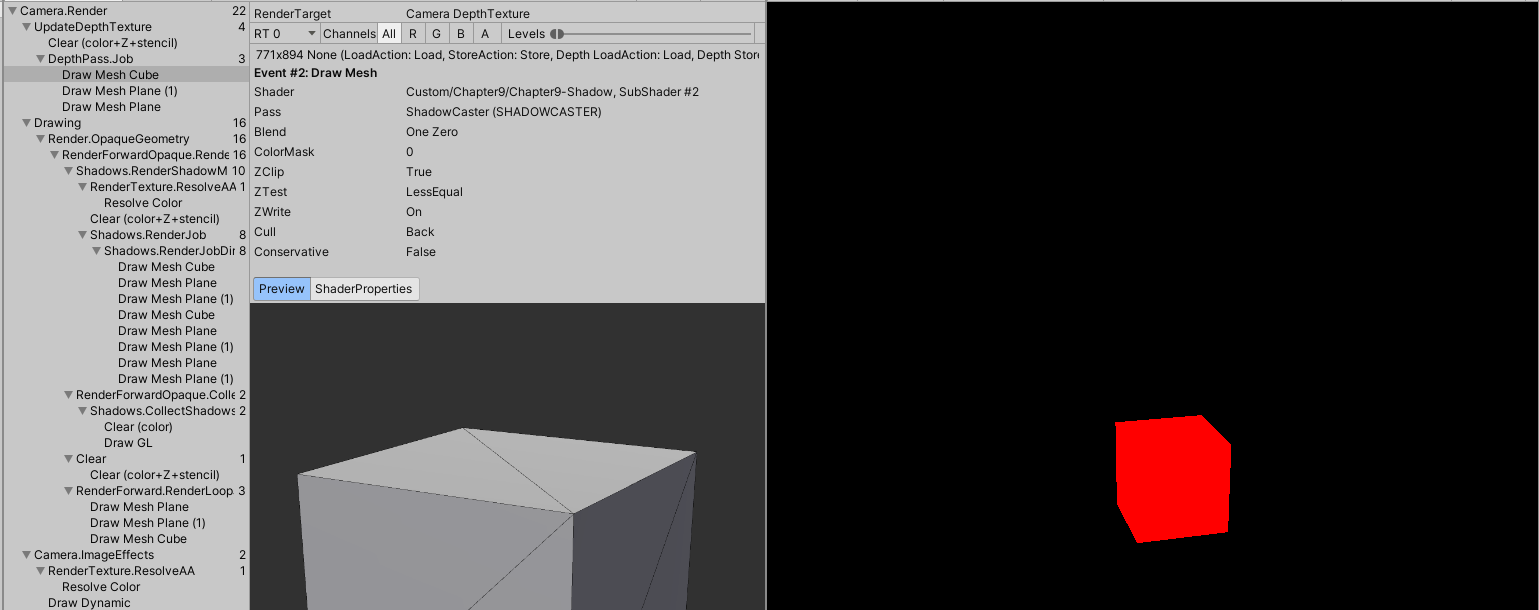 Camera.Render 22
UpdateDepthTexture 4
Clear (color+Z+stencil)
DepthPass.Job 3
Draw Mesh Cube
Draw Mesh Plane (1)
Draw Mesh Plane
Drawing 16
Render.OpaqueGeometry 16
RenderForwardOpaque.Rende 16
Shadows.RenderShadowM 10
RenderTexture.ResolveAA 1
Resolve Color
Clear (color+Z+stencil)
Shadows.RenderJob 8
Shadows.RenderJobDir 8
Draw Mesh Cube
Draw Mesh Plane
Draw Mesh Plane (1)
Draw Mesh Cube
Draw Mesh Plane
Draw Mesh Plane (1)
Draw Mesh Plane
Draw Mesh Plane (1)
RenderForwardOpaque.Colle 2
Shadows.CollectShadows 2
Clear (color)
Draw GL
Clear 1
Clear (color+Z+stencil)
RenderForward.RenderLoop. 3
Draw Mesh Plane
Draw Mesh Plane (1)
Draw Mesh Cube
Camera.ImageEffects 2
RenderTexture.ResolveAA 1
Resolve Color
Draw Dynamic
RenderTarget Camera DepthTexture
RT 0 Channels All R G B A Levels
771x894 None (LoadAction: Load, StoreAction: Store, Depth LoadAction: Load, Depth Store
Event #2: Draw Mesh
Shader Custom/Chapter9/Chapter9-Shadow, SubShader #2
Pass ShadowCaster (SHADOWCASTER)
Blend One Zero
ColorMask 0
ZClip True
ZTest LessEqual
ZWrite On
Cull Back
Conservative False
Preview ShaderProperties